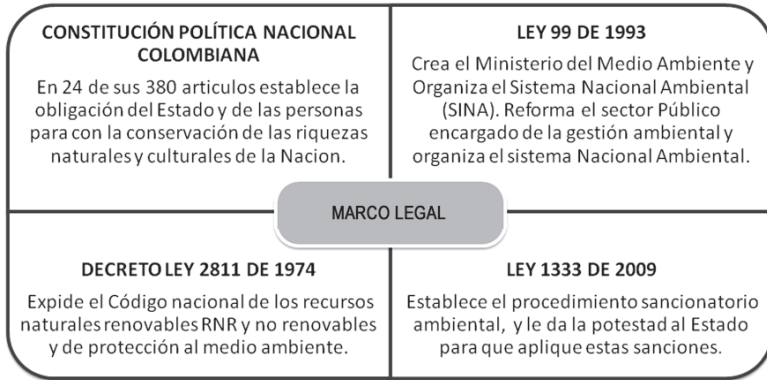 CONSTITUCIÓN POLÍTICA NACIONAL
COLOMBIANA
En 24 de sus 380 articulos establece la
obligación del Estado y de las personas
para con la conservación de las riquezas
naturales y culturales de la Nacion.
LEY 99 DE 1993
Crea el Ministerio del Medio Ambiente y
Organiza el Sistema Nacional Ambiental
(SINA). Reforma el sector Público
encargado de la gestión ambiental y
organiza el sistema Nacional Ambiental.
MARCO LEGAL
DECRETO LEY 2811 DE 1974
Expide el Código nacional de los recursos
naturales renovables RNR y no renovables
y de protección al medio ambiente.
LEY 1333 DE 2009
Establece el procedimiento sancionatorio
ambiental, y le da la potestad al Estado
para que aplique estas sanciones.